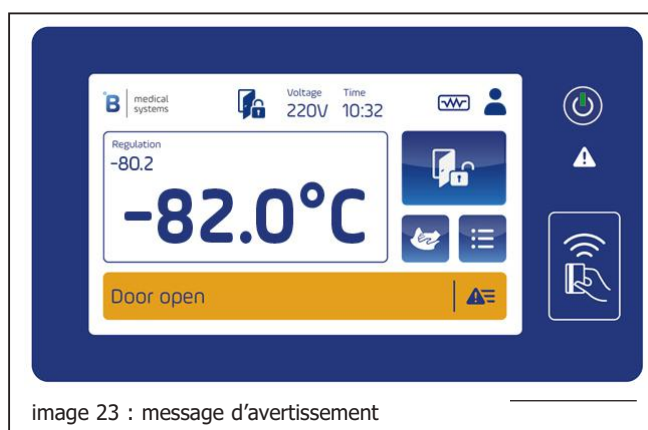 B medical
systems
Voltage
220V
Time
10:32
Regulation
-80.2
-82.0°C
Door open
image 23 : message d’avertissement